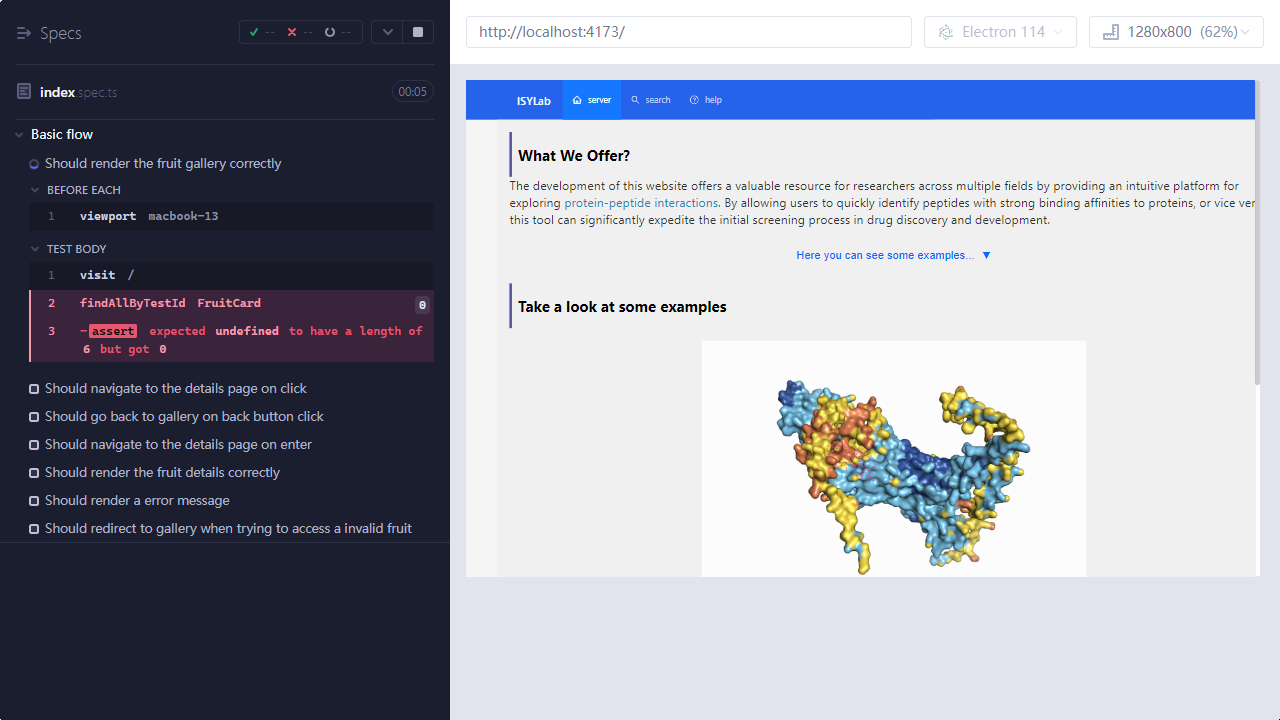 Specs
-- -- --
index.spec.ts 00:05
Basic flow
Should render the fruit gallery correctly
BEFORE EACH
1 viewport macbook-13
TEST BODY
1 visit /
2 findAllByTestId FruitCard 0
3 -assert expected undefined to have a length of
6 but got 0
Should navigate to the details page on click
Should go back to gallery on back button click
Should navigate to the details page on enter
Should render the fruit details correctly
Should render a error message
Should redirect to gallery when trying to access a invalid fruit
http://localhost:4173/ Electron 114 1280x800 (62%)
ISYLab server search help
What We Offer?
The development of this website offers a valuable resource for researchers across multiple fields by providing an intuitive platform for
exploring protein-peptide interactions. By allowing users to quickly identify peptides with strong binding affinities to proteins, or vice ver
this tool can significantly expedite the initial screening process in drug discovery and development.
Here you can see some examples... ▼
Take a look at some examples